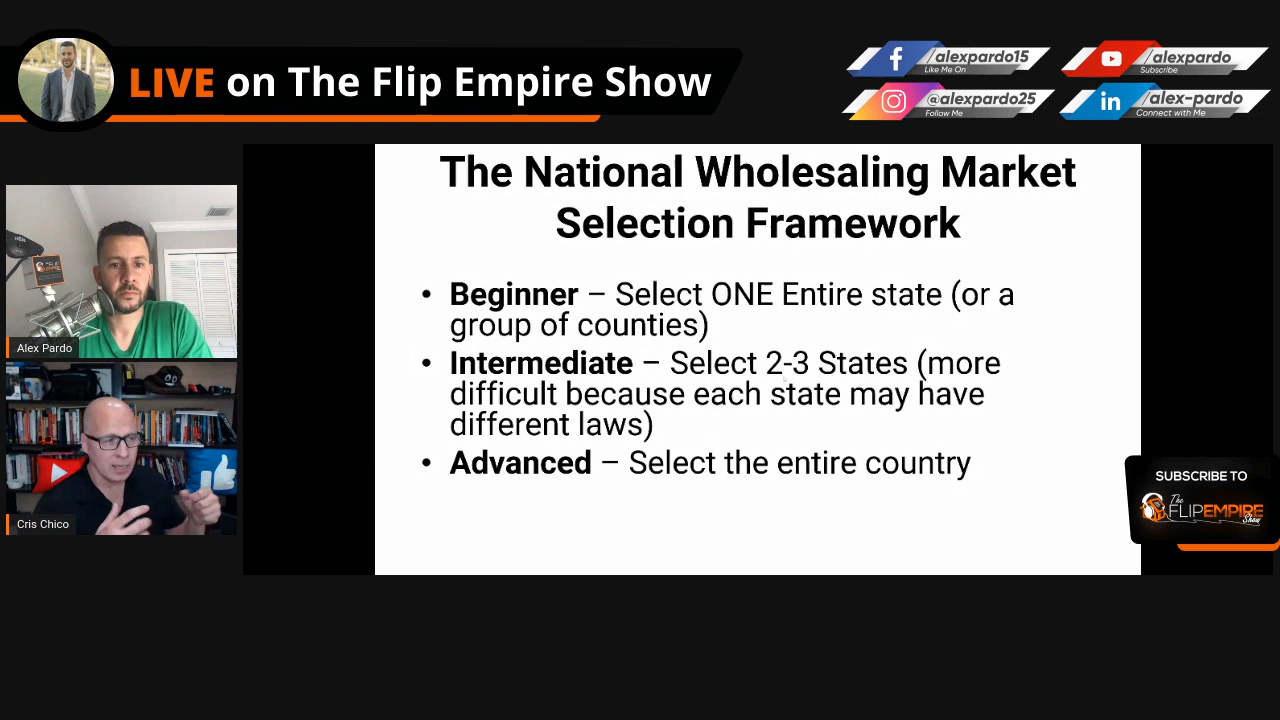 LIVE on The Flip Empire Show
/alexpardo15
Like Me On
/alexpardo
Subscribe
@alexpardo25
Follow Me
/alex-pardo
Connect with Me
The National Wholesaling Market
Selection Framework
• Beginner – Select ONE Entire state (or a
group of counties)
• Intermediate – Select 2-3 States (more
difficult because each state may have
different laws)
• Advanced – Select the entire country
Alex Pardo
Cris Chico
SUBSCRIBE TO
The
FLIPEMPIRE
Show